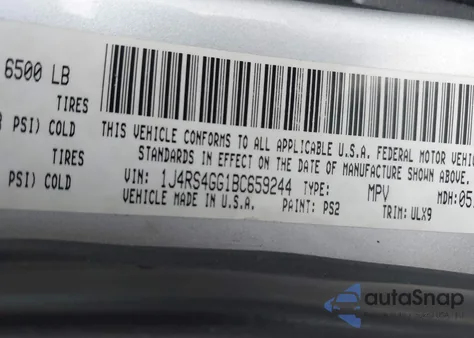 6500 LB
TIRES
PSI) COLD
THIS VEHICLE CONFORMS TO ALL APPLICABLE U.S.A. FEDERAL MOTOR VEHIC
STANDARDS IN EFFECT ON THE DATE OF MANUFACTURE SHOWN ABOVE.
TIRES
VIN: 1J4RS4GG1BC659244 TYPE: MPV MDH:05
PSI) COLD
VEHICLE MADE IN U.S.A. PAINT: PS2 TRIM: ULX9
autoSnap